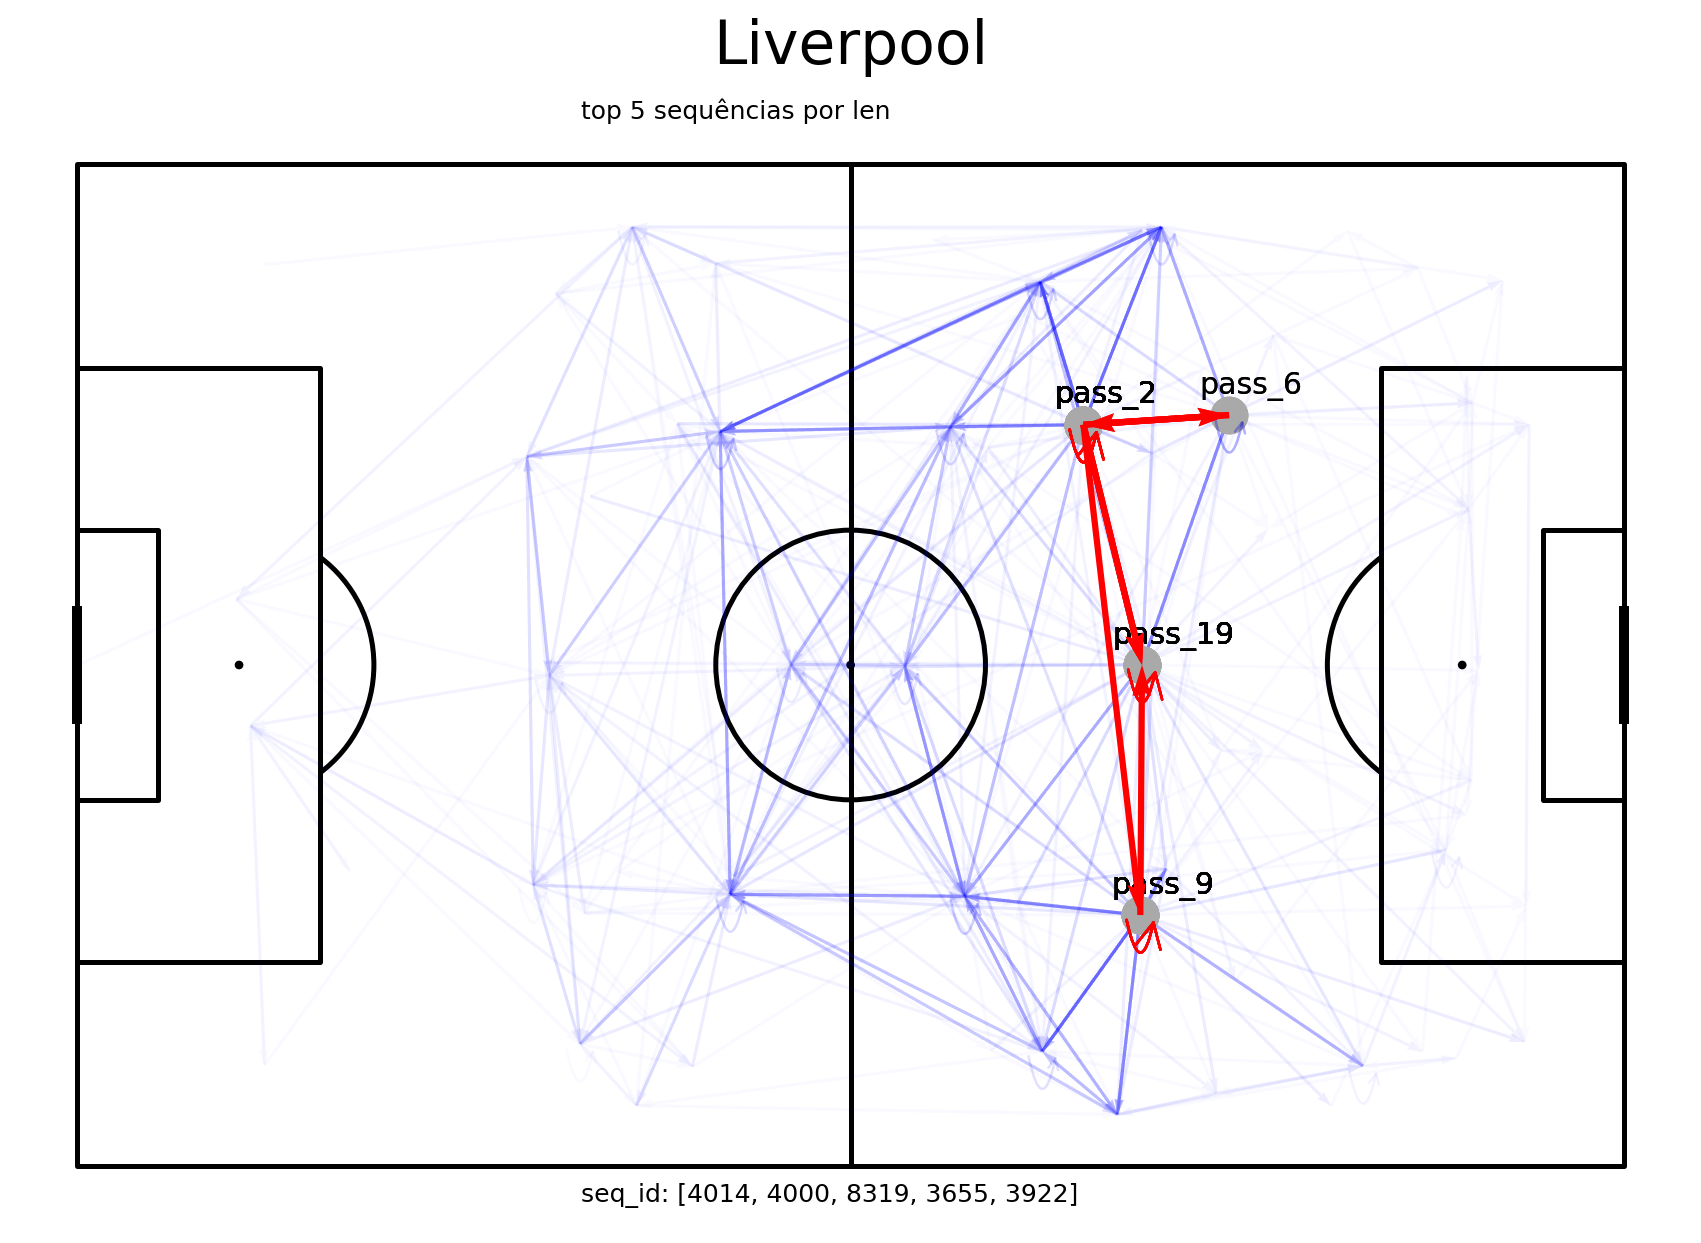 Liverpool
top 5 sequências por len
pass_2
pass_6
pass_19
pass_9
seq_id: [4014, 4000, 8319, 3655, 3922]